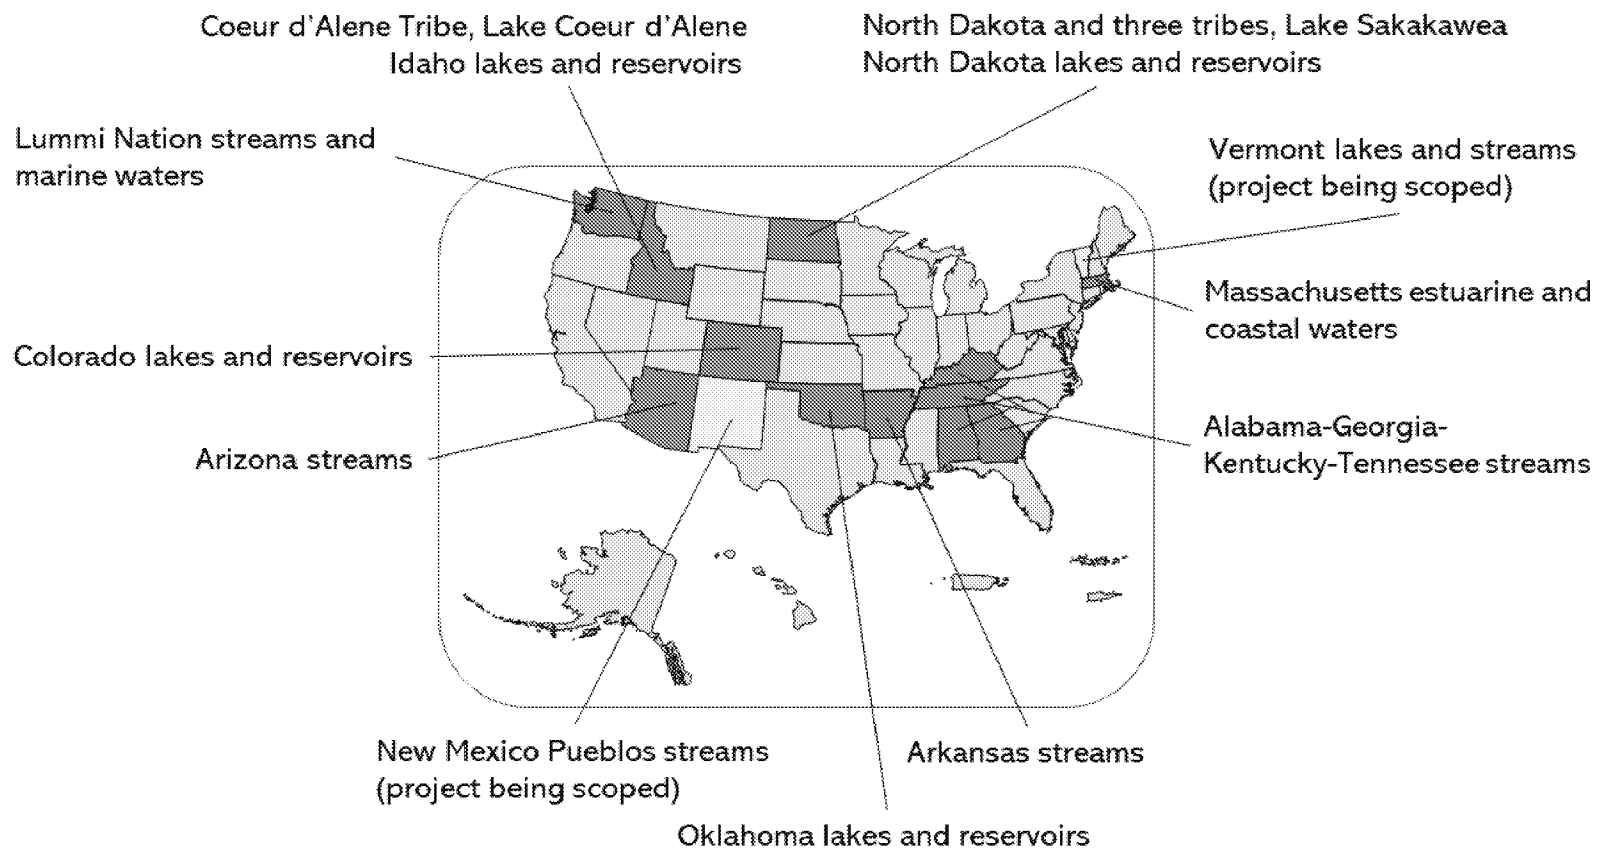 Coeur d’Alene Tribe, Lake Coeur d’Alene
Idaho lakes and reservoirs
North Dakota and three tribes, Lake Sakakawea
North Dakota lakes and reservoirs
Lummi Nation streams and
marine waters
Vermont lakes and streams
(project being scoped)
Massachusetts estuarine and
coastal waters
Colorado lakes and reservoirs
Alabama-Georgia-
Kentucky-Tennessee streams
Arizona streams
New Mexico Pueblos streams
(project being scoped)
Arkansas streams
Oklahoma lakes and reservoirs